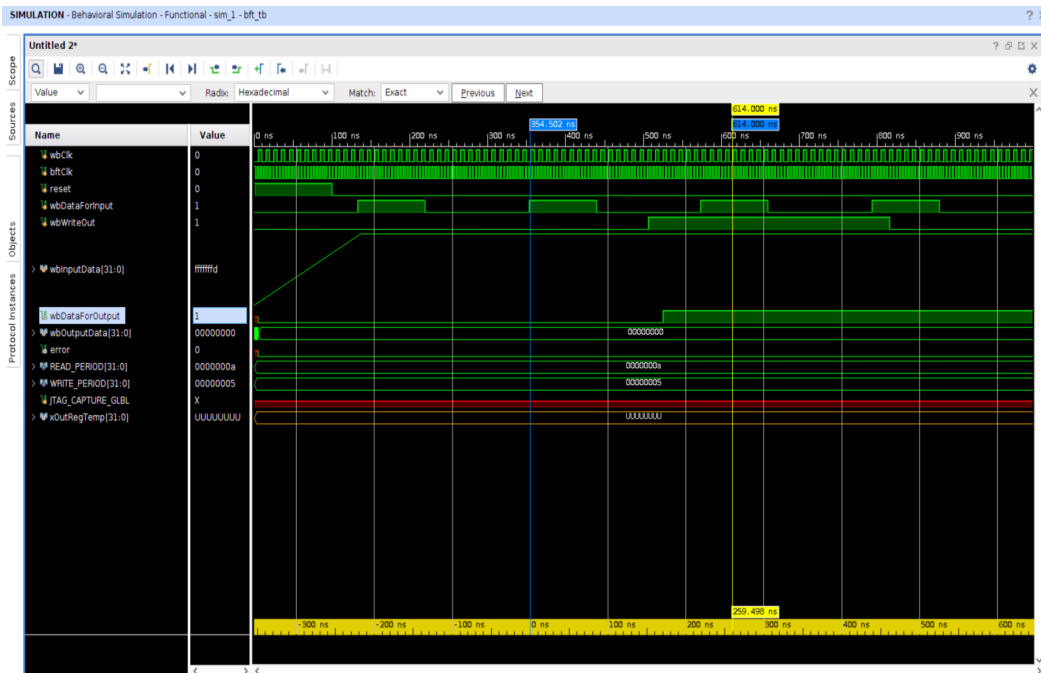 SIMULATION - Behavioral Simulation - Functional - sim_1 - bft_tb ?
Untitled 2* ?
Value Radix: Hexadecimal Match: Exact Previous Next
Scope
Sources
Objects
Protocol Instances
614.000 ns
354.502 ns 614.000 ns
Name Value 0 ns 100 ns 200 ns 300 ns 400 ns 500 ns 600 ns 700 ns 800 ns 900 ns
wbClk 0
bftClk 0
reset 0
wbDataForInput 1
wbWriteOut 1
wbInputData[31:0] fffffffd
wbDataForOutput 1
wbOutputData[31:0] 00000000 00000000
error 0
READ_PERIOD[31:0] 0000000a 0000000a
WRITE_PERIOD[31:0] 00000005 00000005
JTAG_CAPTURE_GLBL X
xOutRegTemp[31:0] UUUUUUUU UUUUUUUU
259.498 ns
-300 ns -200 ns -100 ns 0 ns 100 ns 200 ns 300 ns 400 ns 500 ns 600 ns